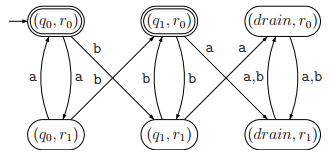 (q₀, r₀) (q₁, r₀) (drain, r₀)
b a a
a a b b b a,b a,b
(q₀, r₁) (q₁, r₁) (drain, r₁)